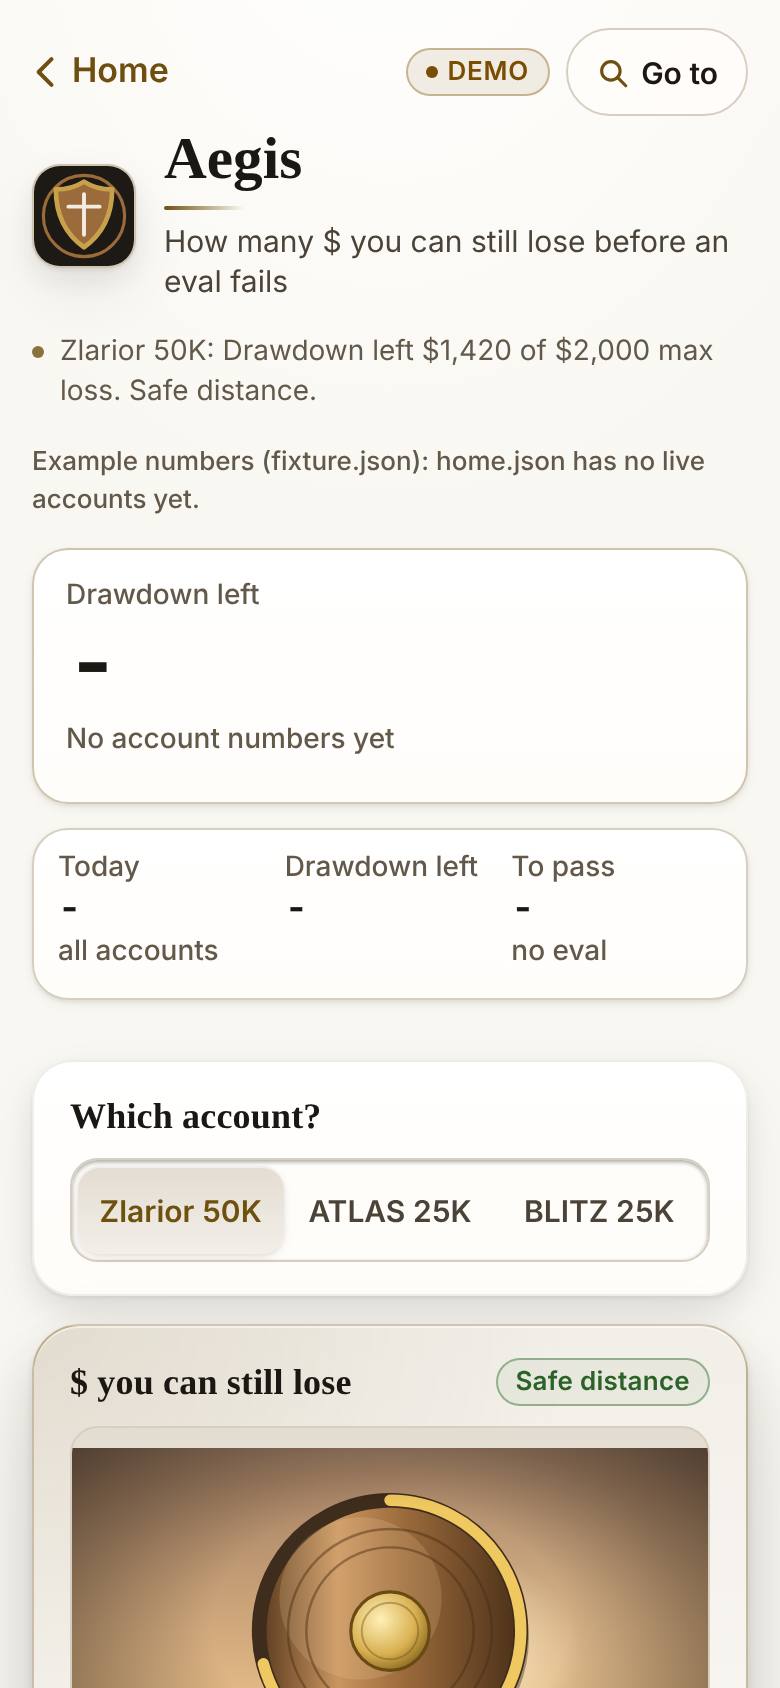 Home
DEMO
Go to
Aegis
How many $ you can still lose before an
eval fails
Zlarior 50K: Drawdown left $1,420 of $2,000 max
loss. Safe distance.
Example numbers (fixture.json): home.json has no live
accounts yet.
Drawdown left
-
No account numbers yet
Today Drawdown left To pass
- - -
all accounts no eval
Which account?
Zlarior 50K ATLAS 25K BLITZ 25K
$ you can still lose
Safe distance